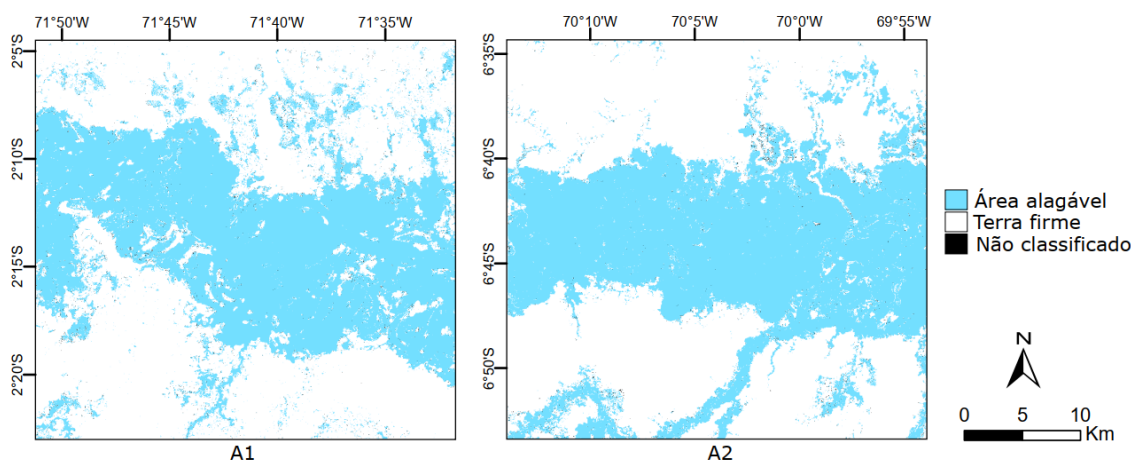 71°50'W 71°45'W 71°40'W 71°35'W
2°5'S
2°10'S
2°15'S
2°20'S
A1
70°10'W 70°5'W 70°0'W 69°55'W
6°35'S
6°40'S
6°45'S
6°50'S
A2
Área alagável
Terra firme
Não classificado
N
0 5 10
Km